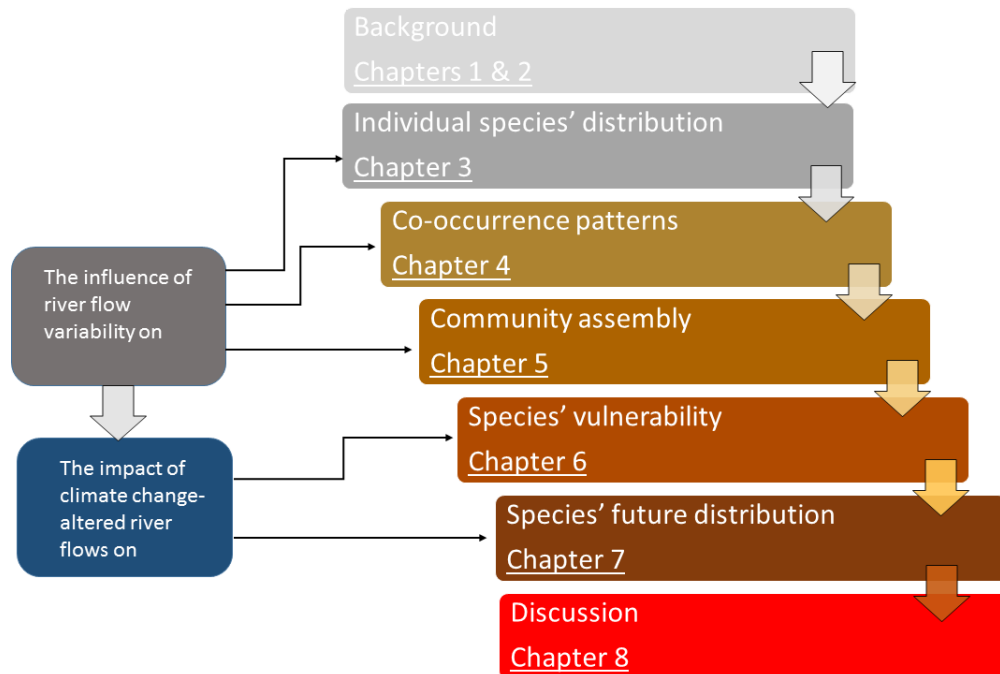 Background
Chapters 1 & 2
Individual species’ distribution
Chapter 3
Co-occurrence patterns
Chapter 4
The influence of
river flow
variability on
Community assembly
Chapter 5
Species’ vulnerability
Chapter 6
The impact of
climate change-
altered river
flows on
Species’ future distribution
Chapter 7
Discussion
Chapter 8